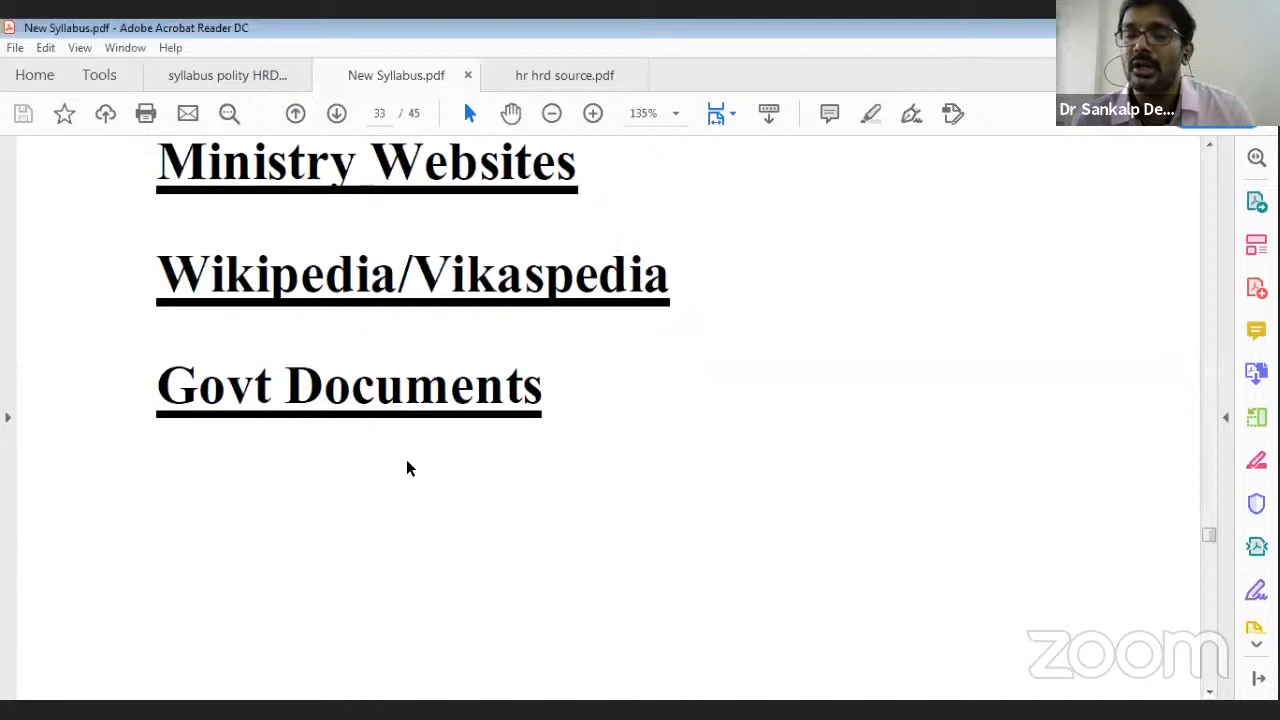 New Syllabus.pdf - Adobe Acrobat Reader DC
File Edit View Window Help
Home Tools syllabus polity HRD... New Syllabus.pdf × hr hrd source.pdf
33 / 45 135%
Dr Sankalp De...
Ministry Websites
Wikipedia/Vikaspedia
Govt Documents
zoom